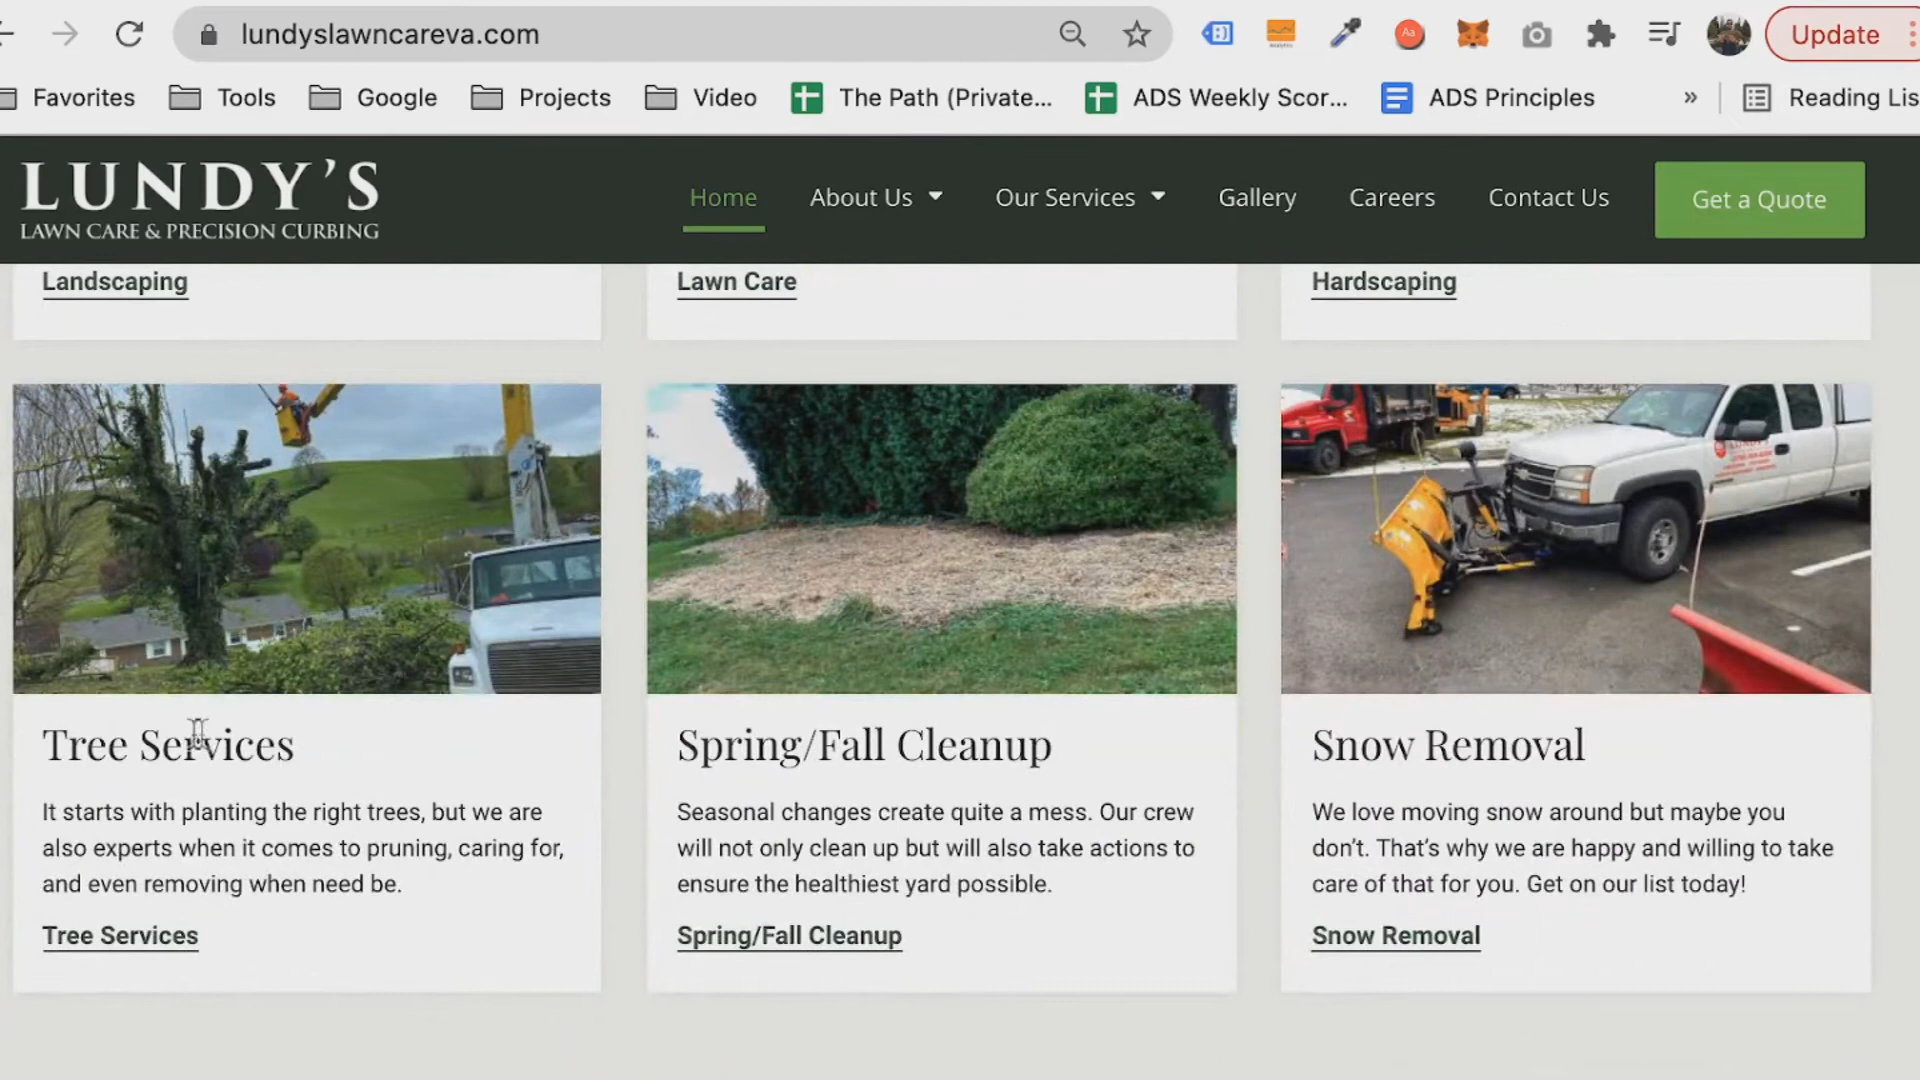 lundyslawncareva.com
Update
Favorites
Tools
Google
Projects
Video
The Path (Private...
ADS Weekly Scor...
ADS Principles
»
Reading Lis
LUNDY'S
LAWN CARE & PRECISION CURBING
Home
About Us
Our Services
Gallery
Careers
Contact Us
Get a Quote
Landscaping
Lawn Care
Hardscaping
Tree Services
It starts with planting the right trees, but we are
also experts when it comes to pruning, caring for,
and even removing when need be.
Tree Services
Spring/Fall Cleanup
Seasonal changes create quite a mess. Our crew
will not only clean up but will also take actions to
ensure the healthiest yard possible.
Spring/Fall Cleanup
Snow Removal
We love moving snow around but maybe you
don't. That's why we are happy and willing to take
care of that for you. Get on our list today!
Snow Removal